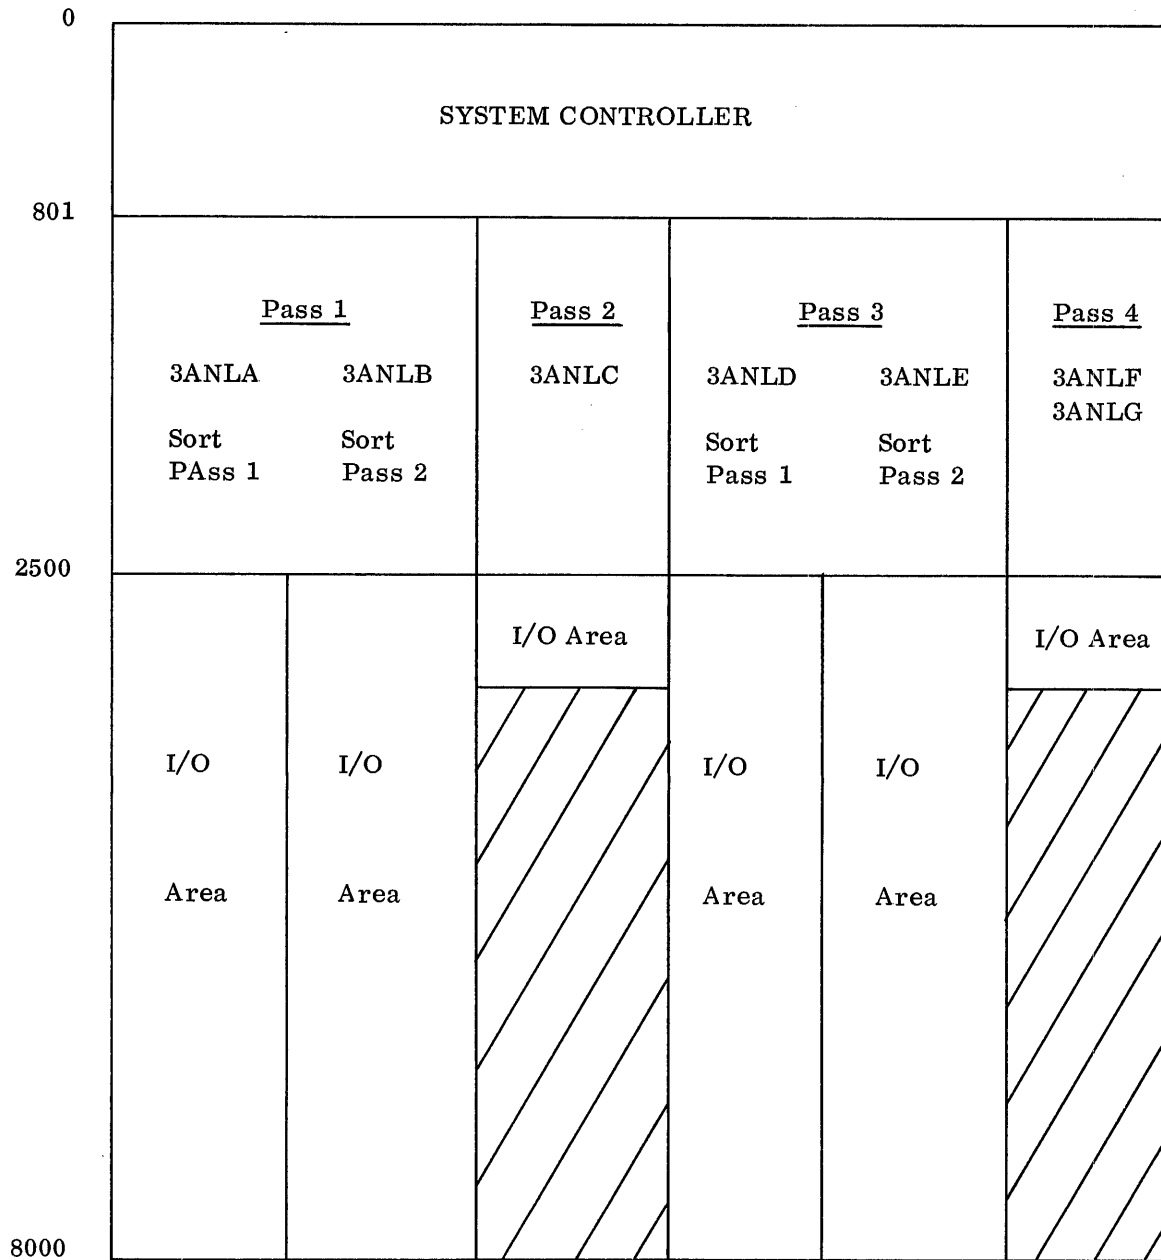 0
SYSTEM CONTROLLER
801
Pass 1
3ANLA
3ANLB
Sort
PAss 1
Sort
Pass 2
Pass 2
3ANLC
Pass 3
3ANLD
3ANLE
Sort
Pass 1
Sort
Pass 2
Pass 4
3ANLF
3ANLG
2500
I/O
Area
I/O
Area
I/O Area
I/O
Area
I/O
Area
I/O Area
8000